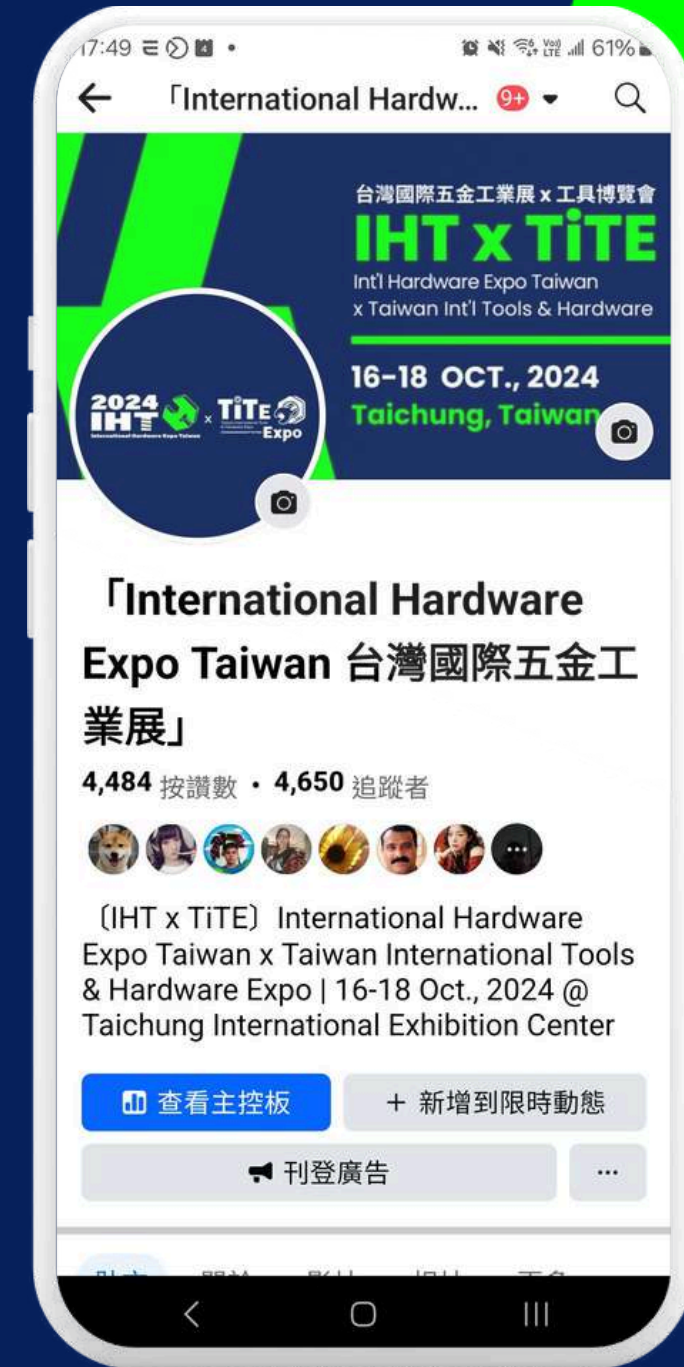 17:49
61%
「International Hardw...
9+
台灣國際五金工業展 x 工具博覽會
IHT x TiTE
Int'l Hardware Expo Taiwan
x Taiwan Int'l Tools & Hardware
16-18 OCT., 2024
Taichung, Taiwan
2024
IHT x TiTE
International Hardware Expo Taiwan
Expo
「International Hardware
Expo Taiwan 台灣國際五金工
業展」
4,484 按讚數 • 4,650 追蹤者
〔IHT x TiTE〕International Hardware
Expo Taiwan x Taiwan International Tools
& Hardware Expo | 16-18 Oct., 2024 @
Taichung International Exhibition Center
查看主控板
+ 新增到限時動態
刊登廣告
...